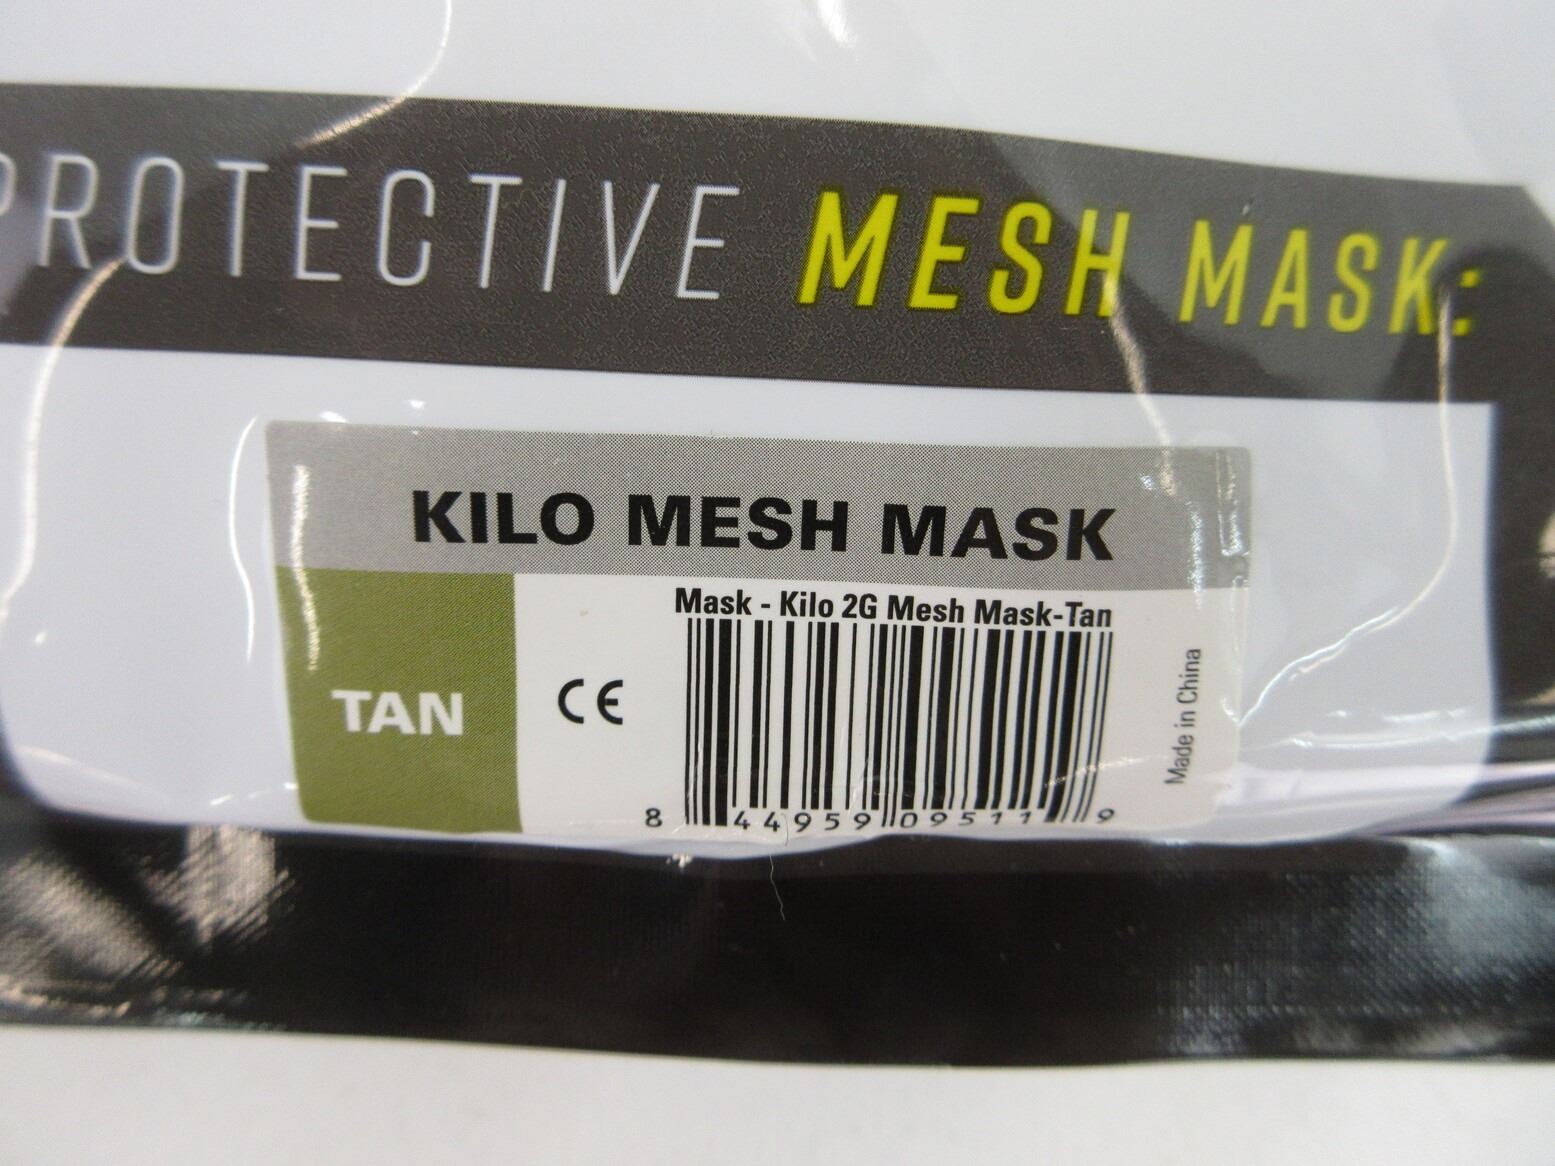 PROTECTIVE MESH MASK:
KILO MESH MASK
TAN
CE
Mask - Kilo 2G Mesh Mask-Tan
8 44959 09511 9
Made in China